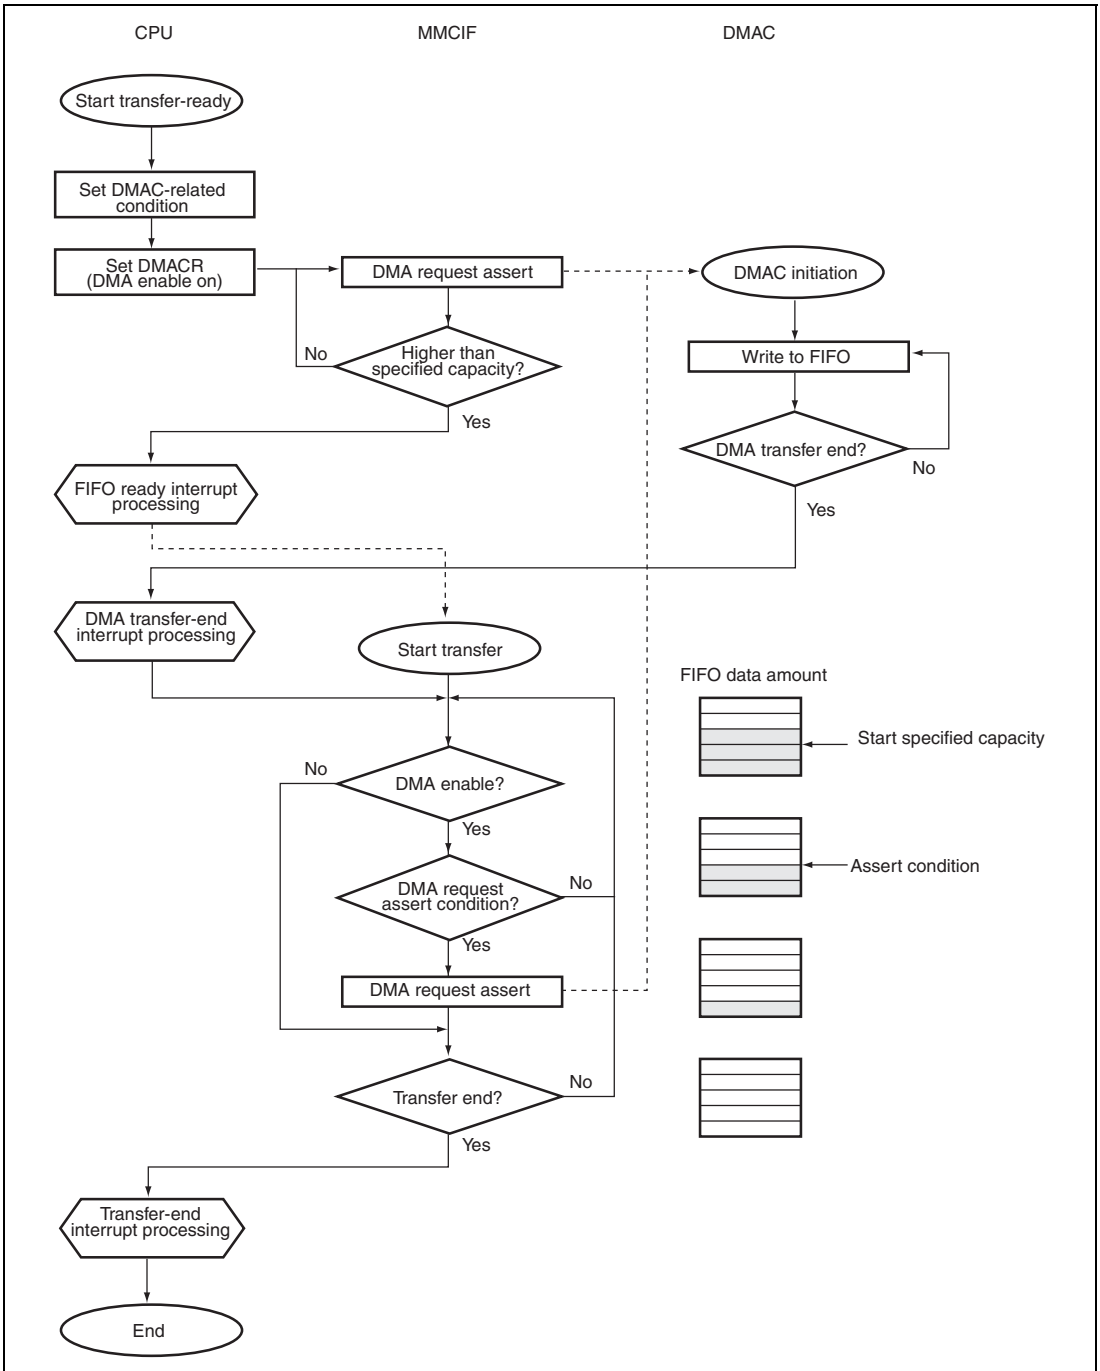 CPU
MMCIF
DMAC
Start transfer-ready
Set DMAC-related
condition
Set DMACR
(DMA enable on)
DMA request assert
DMAC initiation
No
Higher than
specified capacity?
Write to FIFO
Yes
DMA transfer end?
No
FIFO ready interrupt
processing
Yes
DMA transfer-end
interrupt processing
Start transfer
FIFO data amount
Start specified capacity
No
DMA enable?
Yes
Assert condition
DMA request
assert condition?
No
Yes
DMA request assert
Transfer end?
No
Yes
Transfer-end
interrupt processing
End